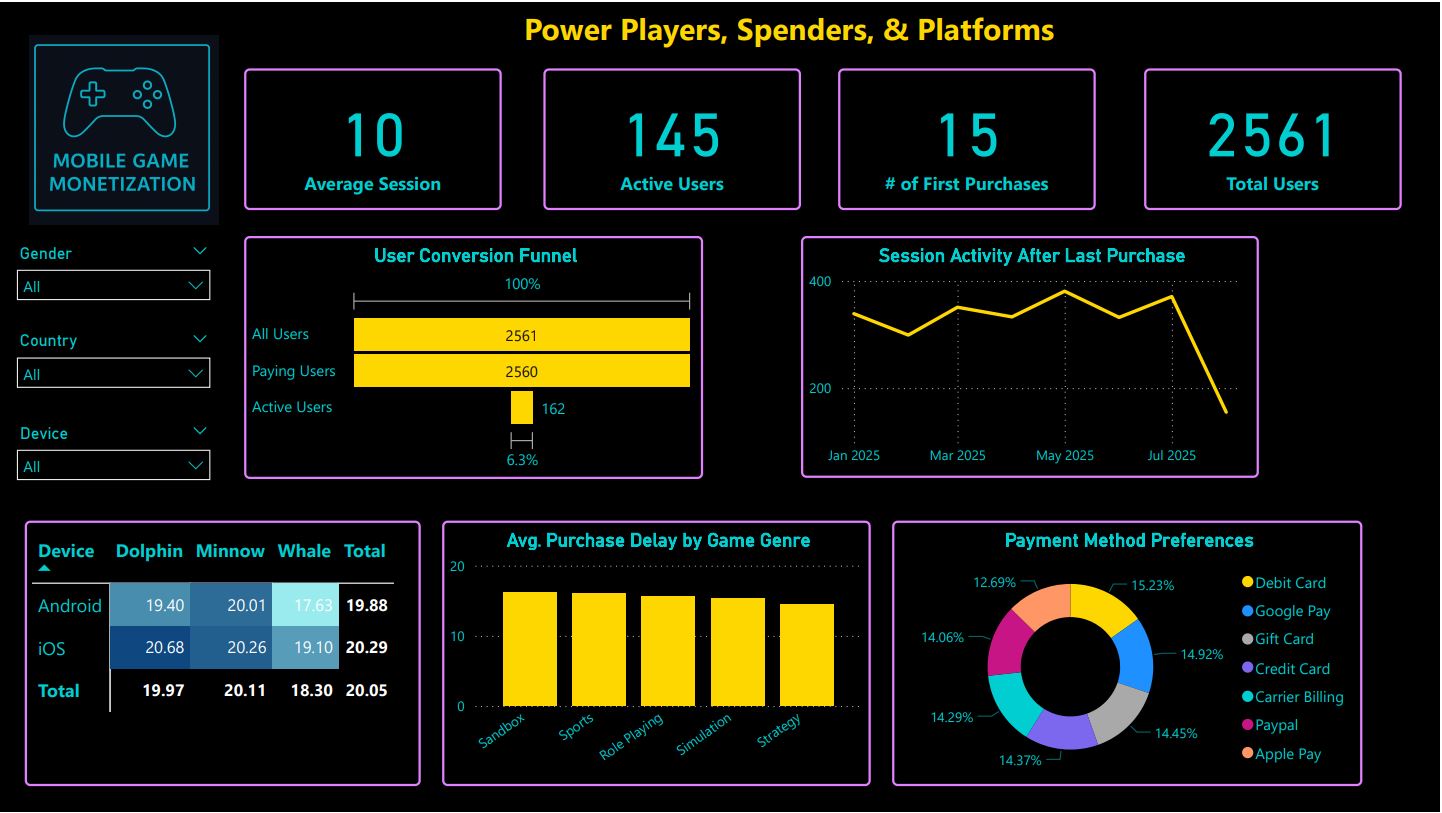 Power Players, Spenders, & Platforms
MOBILE GAME
MONETIZATION
10
Average Session
145
Active Users
15
# of First Purchases
2561
Total Users
Gender
All
Country
All
Device
All
User Conversion Funnel
100%
All Users 2561
Paying Users 2560
Active Users 162
6.3%
Session Activity After Last Purchase
400
200
Jan 2025 Mar 2025 May 2025 Jul 2025
Device Dolphin Minnow Whale Total
Android 19.40 20.01 17.63 19.88
iOS 20.68 20.26 19.10 20.29
Total 19.97 20.11 18.30 20.05
Avg. Purchase Delay by Game Genre
20
10
0
Sandbox Sports Role Playing Simulation Strategy
Payment Method Preferences
15.23%
14.92%
14.45%
14.37%
14.29%
14.06%
12.69%
Debit Card
Google Pay
Gift Card
Credit Card
Carrier Billing
Paypal
Apple Pay